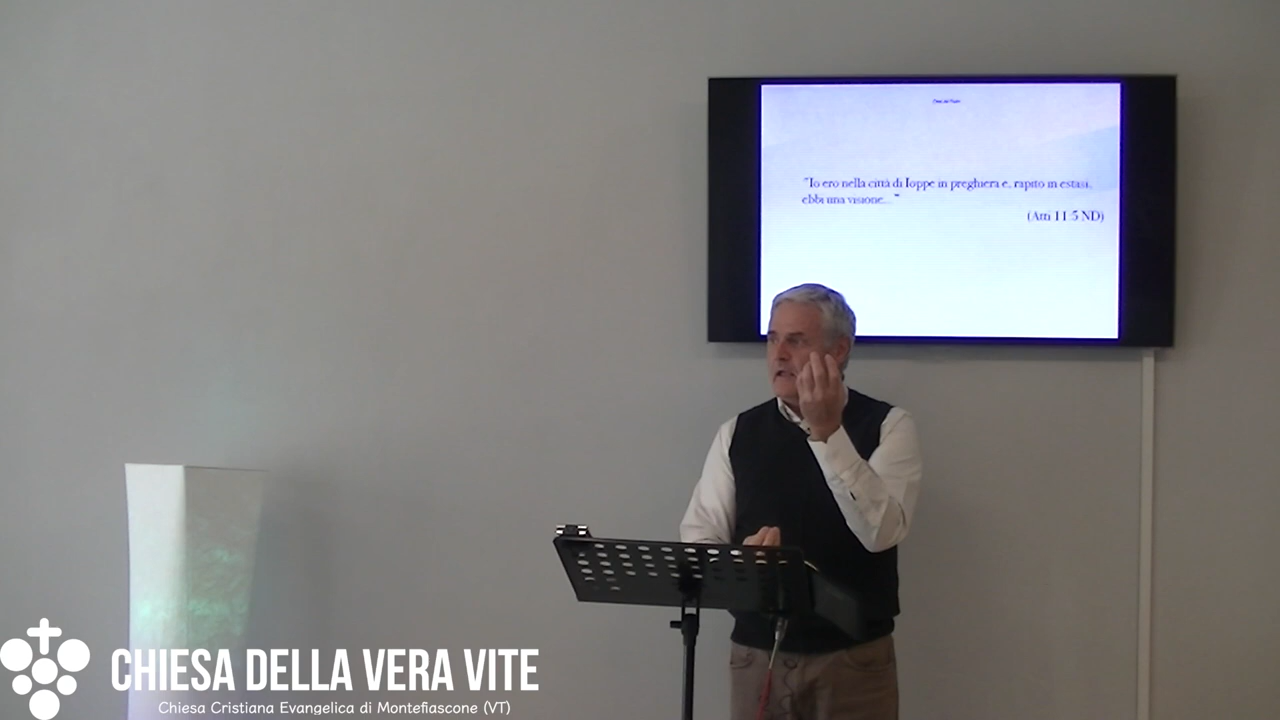 "Io ero nella città di Ioppe in preghiera e, rapito in estasi,
ebbi una visione... "
(Atti 11:5 ND)
CHIESA DELLA VERA VITE
Chiesa Cristiana Evangelica di Montefiascone (VT)